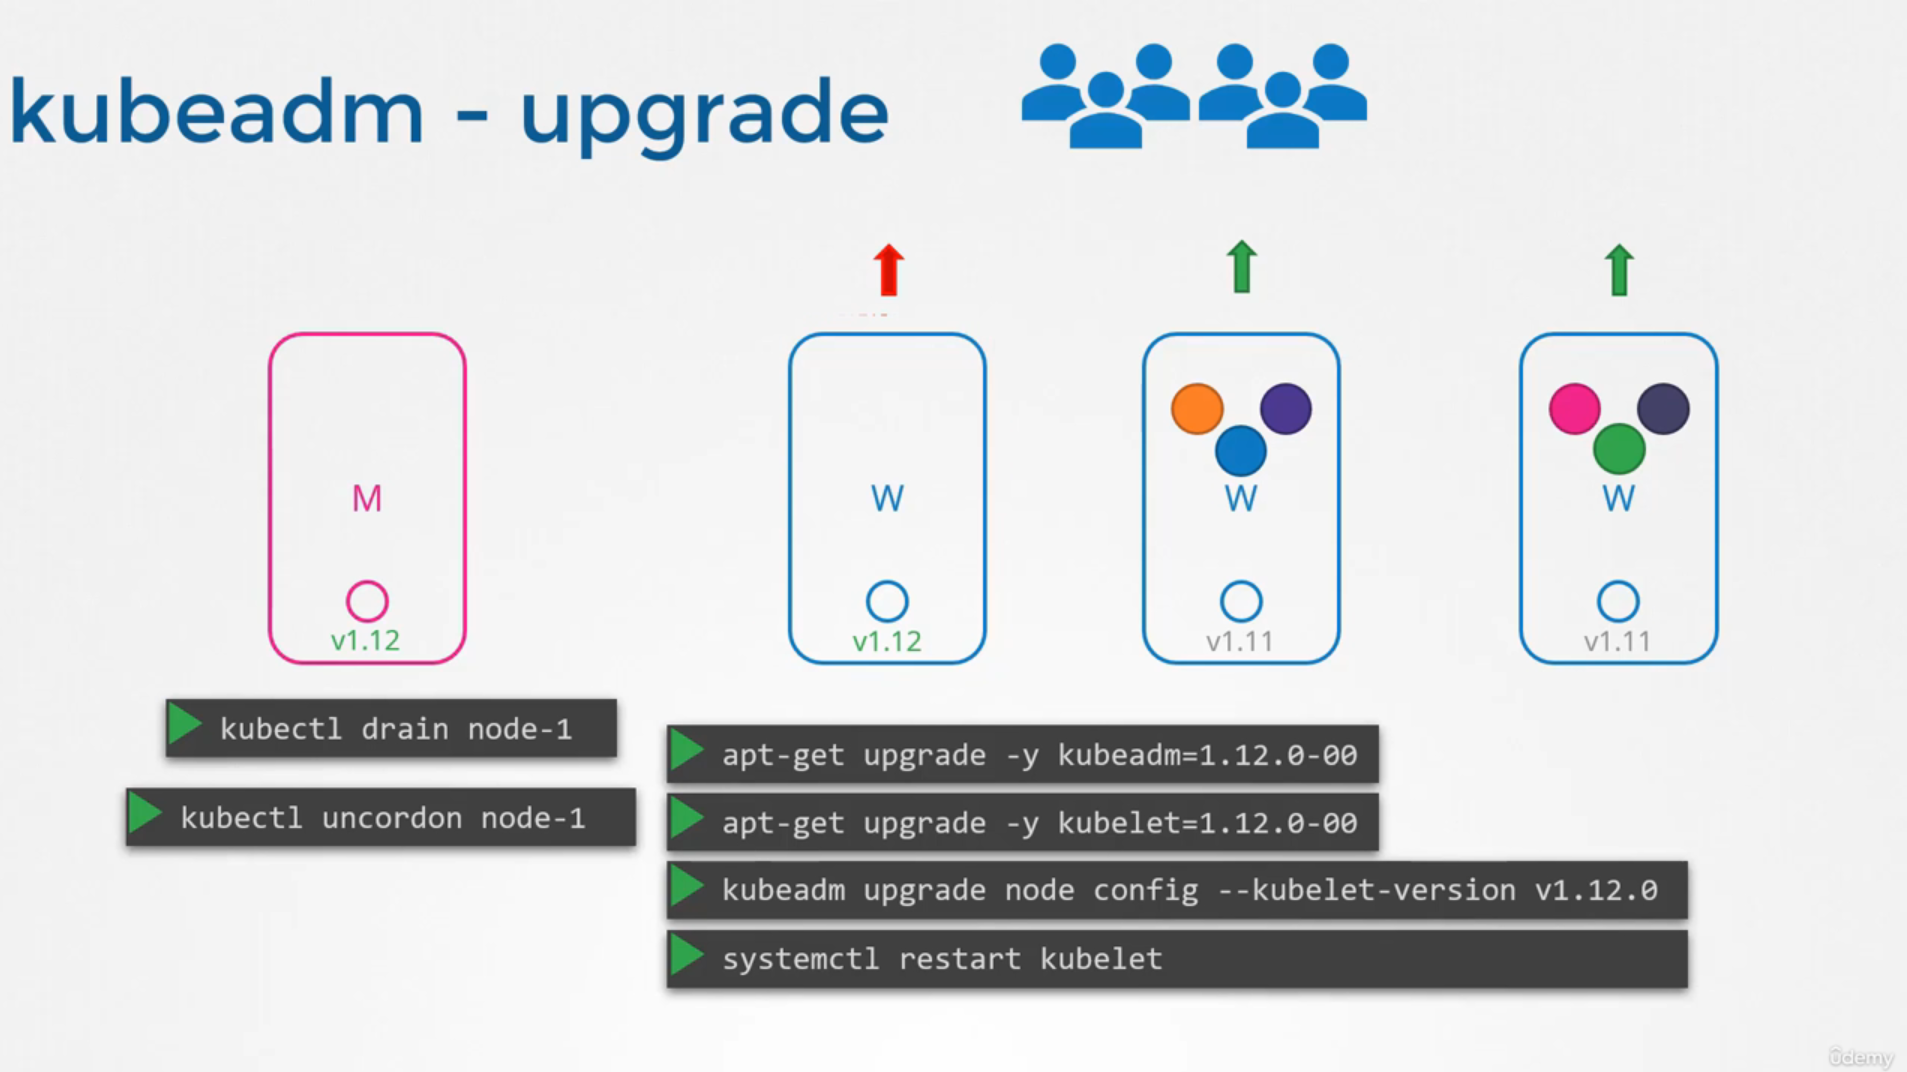 kubeadm - upgrade
M
W
W
W
v1.12
v1.12
v1.11
v1.11
kubectl drain node-1
kubectl uncordon node-1
apt-get upgrade -y kubeadm=1.12.0-00
apt-get upgrade -y kubelet=1.12.0-00
kubeadm upgrade node config --kubelet-version v1.12.0
systemctl restart kubelet
ûdemy